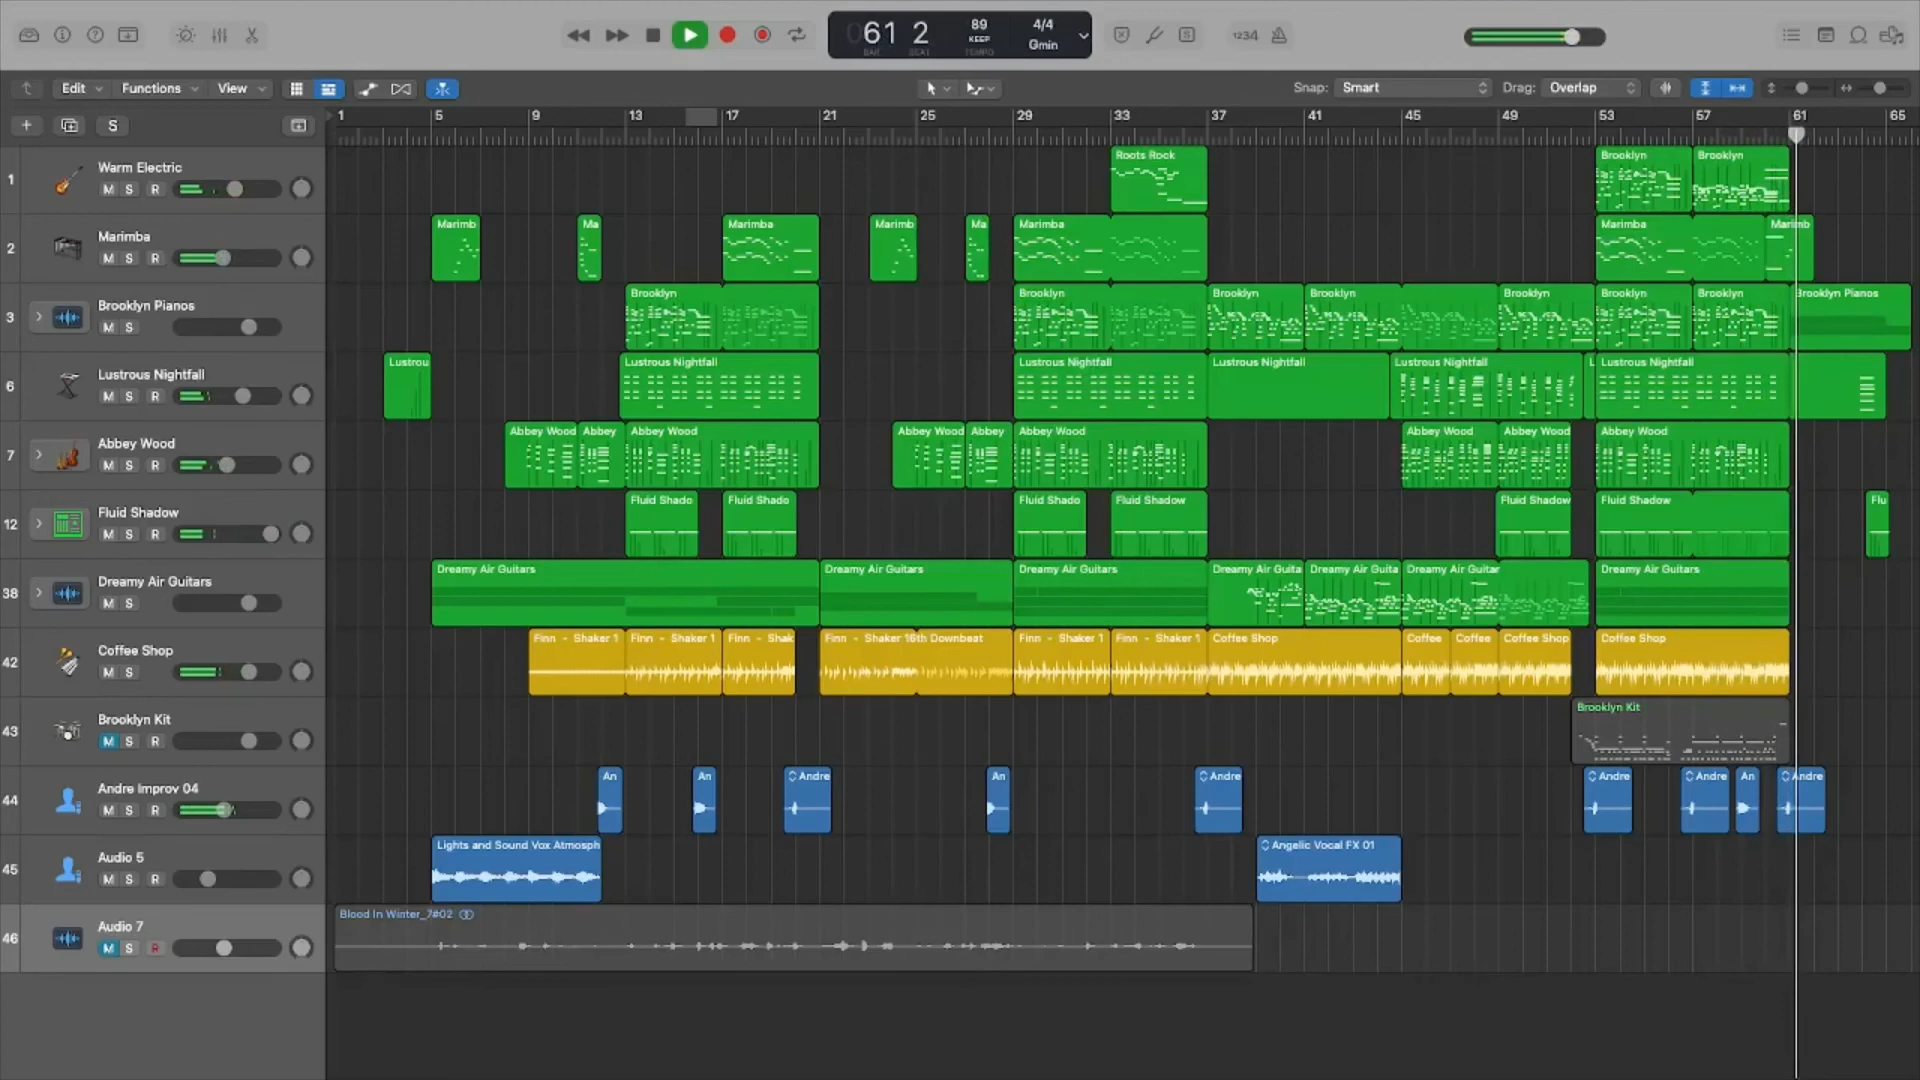 061 2 89 4/4
BAR BEAT KEEP TEMPO Gmin
1234
Edit Functions View Snap: Smart Drag: Overlap
S
1 5 9 13 17 21 25 29 33 37 41 45 49 53 57 61 65
1 Warm Electric
M S R
Roots Rock Brooklyn Brooklyn
2 Marimba
M S R
Marimb Ma Marimba Marimb Ma Marimba Marimba Marimb
3 Brooklyn Pianos
M S
Brooklyn Brooklyn Brooklyn Brooklyn Brooklyn Brooklyn Brooklyn Brooklyn Pianos
6 Lustrous Nightfall
M S R
Lustrou Lustrous Nightfall Lustrous Nightfall Lustrous Nightfall Lustrous Nightfall L Lustrous Nightfall
7 Abbey Wood
M S R
Abbey Wood Abbey Abbey Wood Abbey Wood Abbey Abbey Wood Abbey Wood Abbey Wood Abbey Wood
12 Fluid Shadow
M S R
Fluid Shado Fluid Shado Fluid Shado Fluid Shadow Fluid Shadow Fluid Shadow Flu
38 Dreamy Air Guitars
M S
Dreamy Air Guitars Dreamy Air Guitars Dreamy Air Guitars Dreamy Air Guita Dreamy Air Guita Dreamy Air Guitar Dreamy Air Guitars
42 Coffee Shop
M S
Finn - Shaker 1 Finn - Shaker 1 Finn - Shak Finn - Shaker 16th Downbeat Finn - Shaker 1 Finn - Shaker 1 Coffee Shop Coffee Coffee Coffee Shop Coffee Shop
43 Brooklyn Kit
M S R
Brooklyn Kit
44 Andre Improv 04
M S R
An An Andre An Andre Andre Andre An Andre
45 Audio 5
M S R
Lights and Sound Vox Atmosph Angelic Vocal FX 01
46 Audio 7
M S R
Blood In Winter_7#02